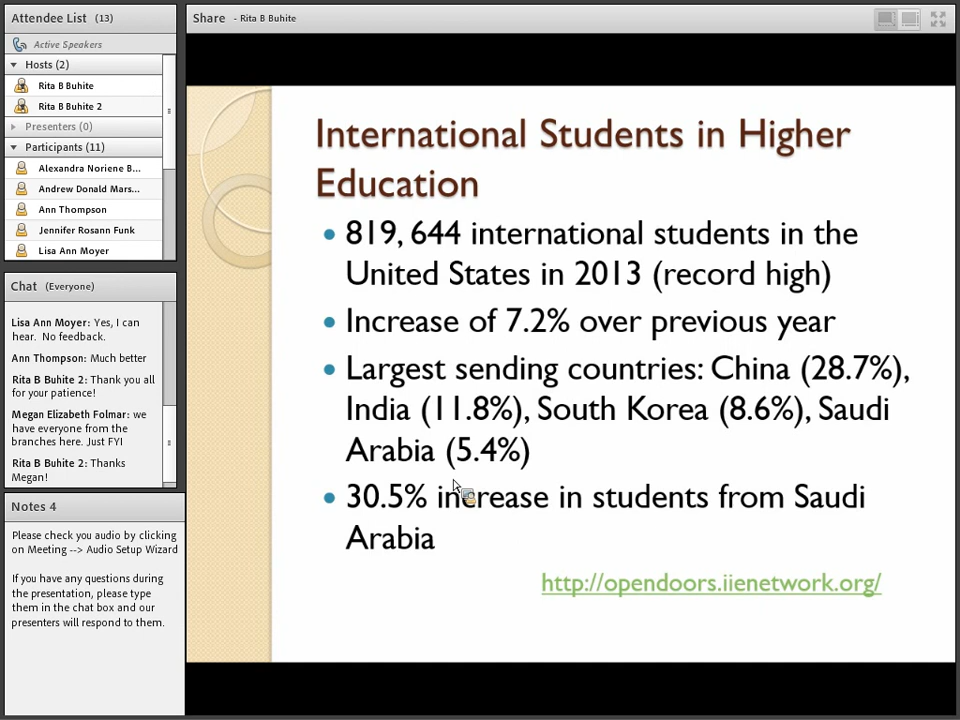 Attendee List (13)
Active Speakers
Hosts (2)
Rita B Buhite
Rita B Buhite 2
Presenters (0)
Participants (11)
Alexandra Noriene B...
Andrew Donald Mars...
Ann Thompson
Jennifer Rosann Funk
Lisa Ann Moyer
Chat (Everyone)
Lisa Ann Moyer: Yes, I can
hear. No feedback.
Ann Thompson: Much better
Rita B Buhite 2: Thank you all
for your patience!
Megan Elizabeth Folmar: we
have everyone from the
branches here. Just FYI
Rita B Buhite 2: Thanks
Megan!
Notes 4
Please check you audio by clicking
on Meeting --> Audio Setup Wizard
If you have any questions during
the presentation, please type
them in the chat box and our
presenters will respond to them.
Share - Rita B Buhite
International Students in Higher
Education
• 819, 644 international students in the
United States in 2013 (record high)
• Increase of 7.2% over previous year
• Largest sending countries: China (28.7%),
India (11.8%), South Korea (8.6%), Saudi
Arabia (5.4%)
• 30.5% increase in students from Saudi
Arabia
http://opendoors.iienetwork.org/